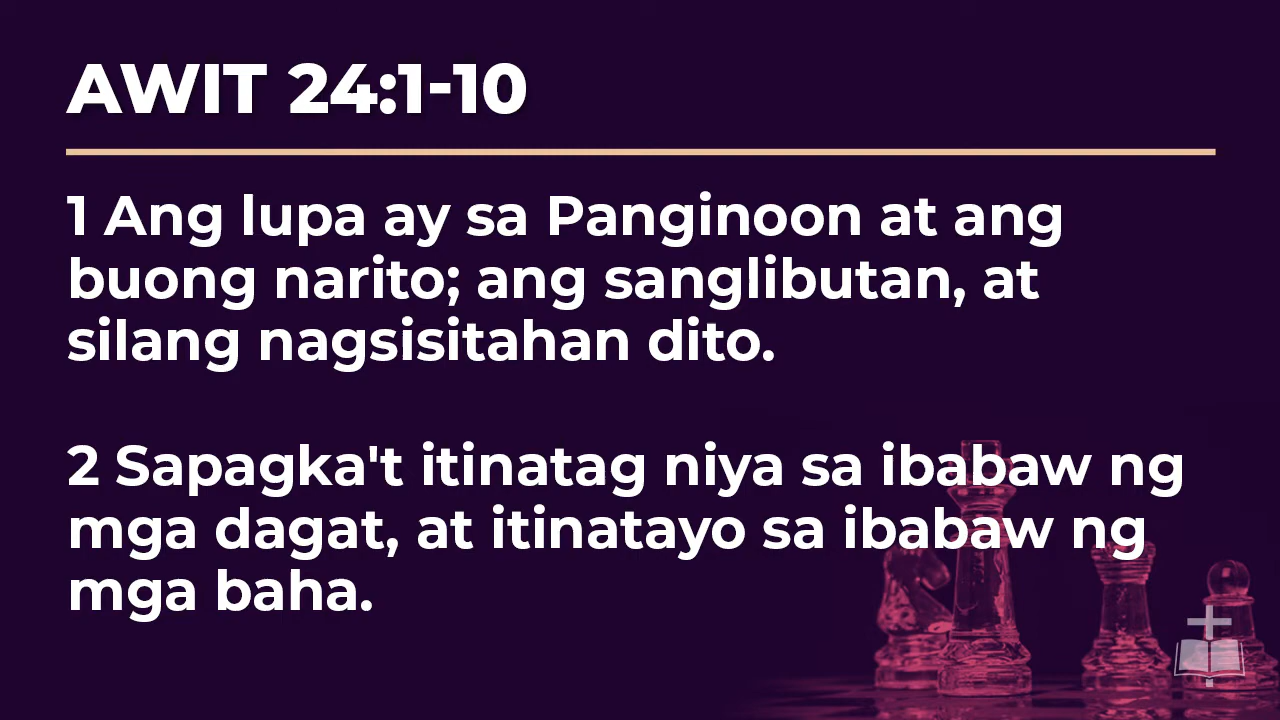 AWIT 24:1-10
1 Ang lupa ay sa Panginoon at ang
buong narito; ang sanglibutan, at
silang nagsisitahan dito.
2 Sapagka't itinatag niya sa ibabaw ng
mga dagat, at itinatayo sa ibabaw ng
mga baha.